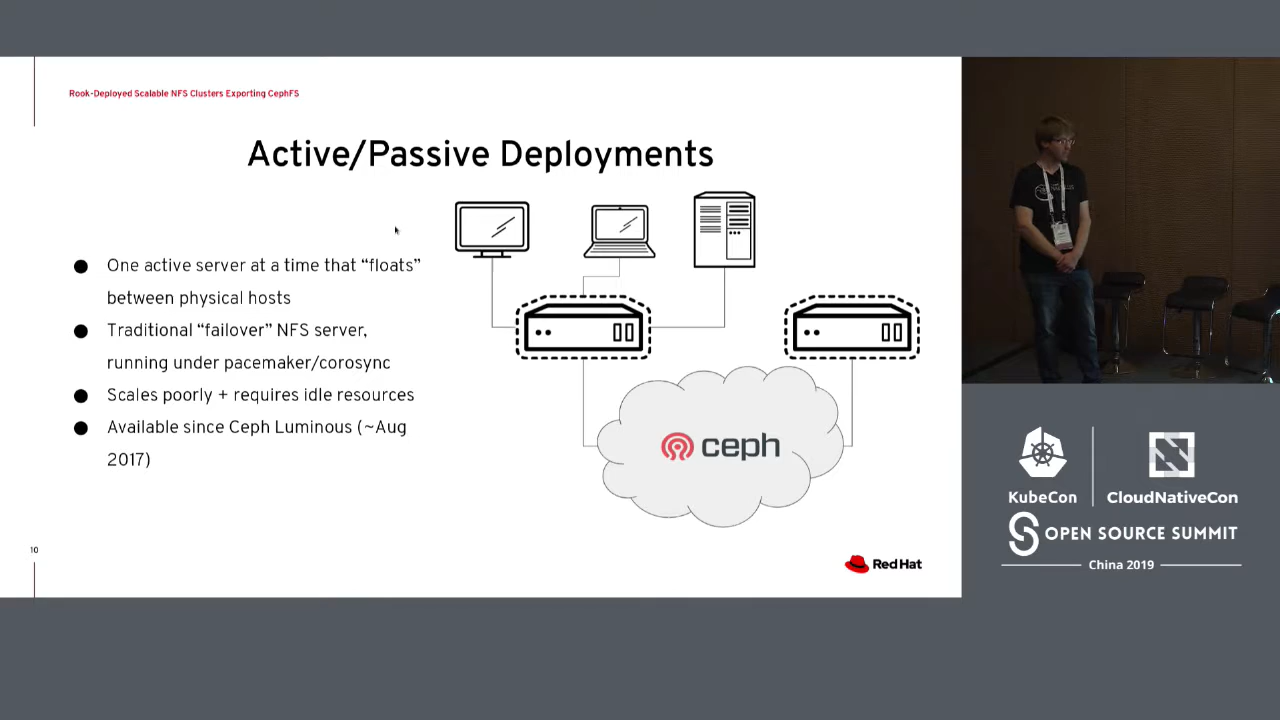 Rook-Deployed Scalable NFS Clusters Exporting CephFS
Active/Passive Deployments
● One active server at a time that “floats”
between physical hosts
● Traditional “failover” NFS server,
running under pacemaker/corosync
● Scales poorly + requires idle resources
● Available since Ceph Luminous (~Aug
2017)
ceph
10
Red Hat
KubeCon
CloudNativeCon
OPEN SOURCE SUMMIT
China 2019